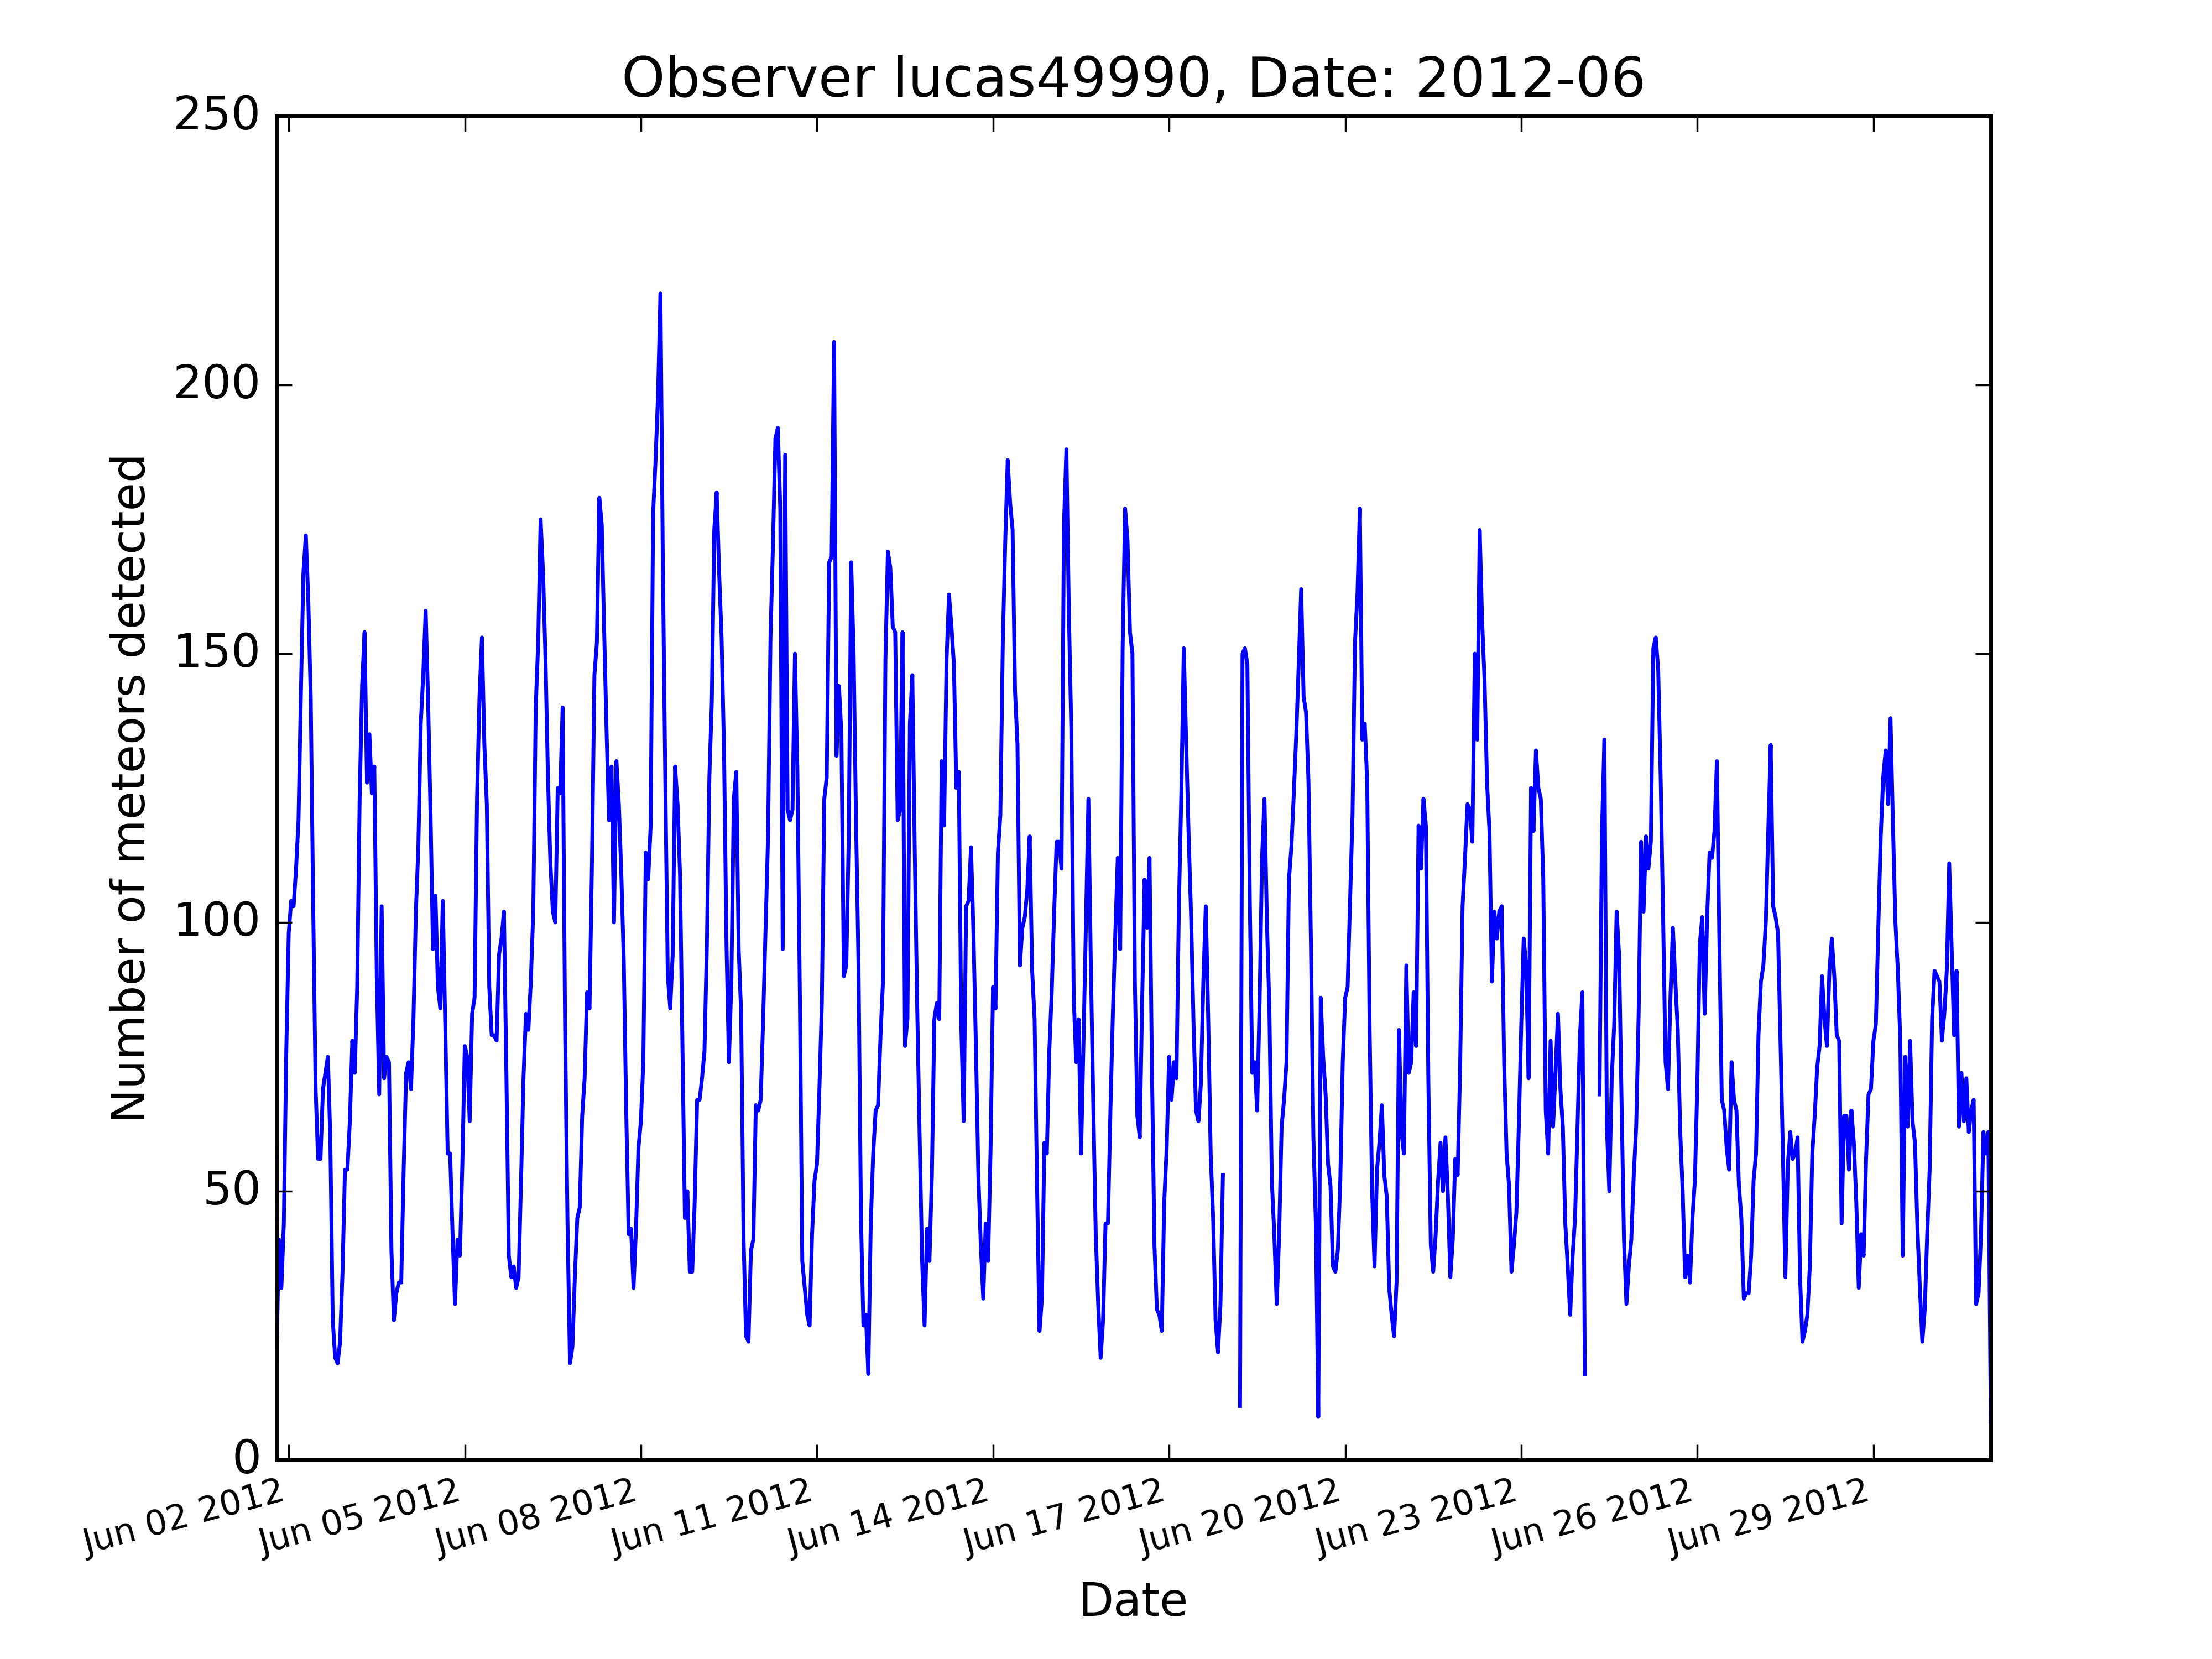 Observer lucas49990, Date: 2012-06
250
200
150
100
50
0
Number of meteors detected
Jun 02 2012
Jun 05 2012
Jun 08 2012
Jun 11 2012
Jun 14 2012
Jun 17 2012
Jun 20 2012
Jun 23 2012
Jun 26 2012
Jun 29 2012
Date